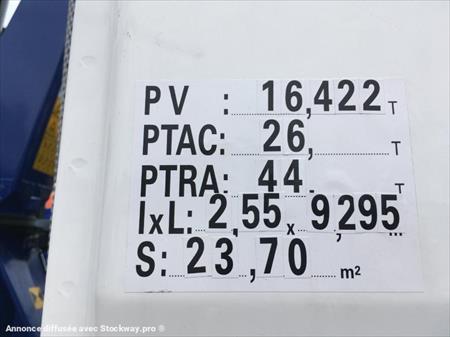 PV : 16,422 T
PTAC: 26, T
PTRA: 44. T
IxL: 2,55 x 9,295
S: 23,70 m²
Annonce diffusée avec Stockway.pro ®